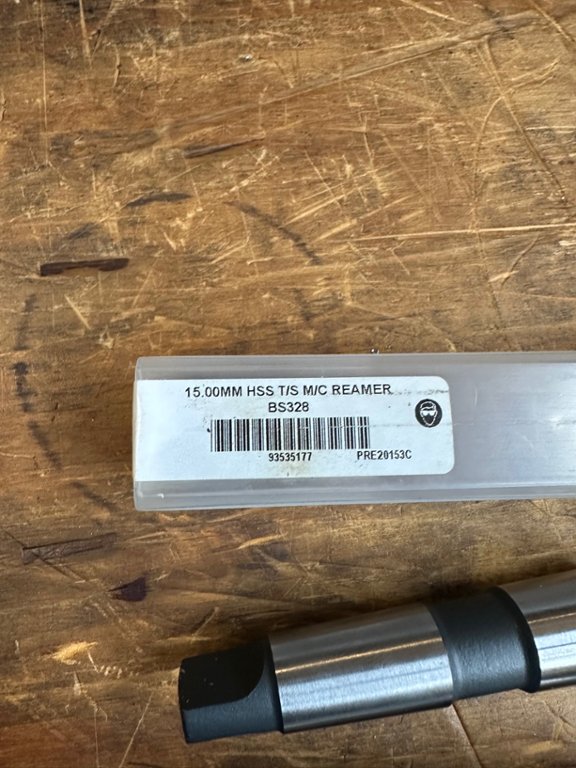 15.00MM HSS T/S M/C REAMER
BS328
93535177 PRE20153C